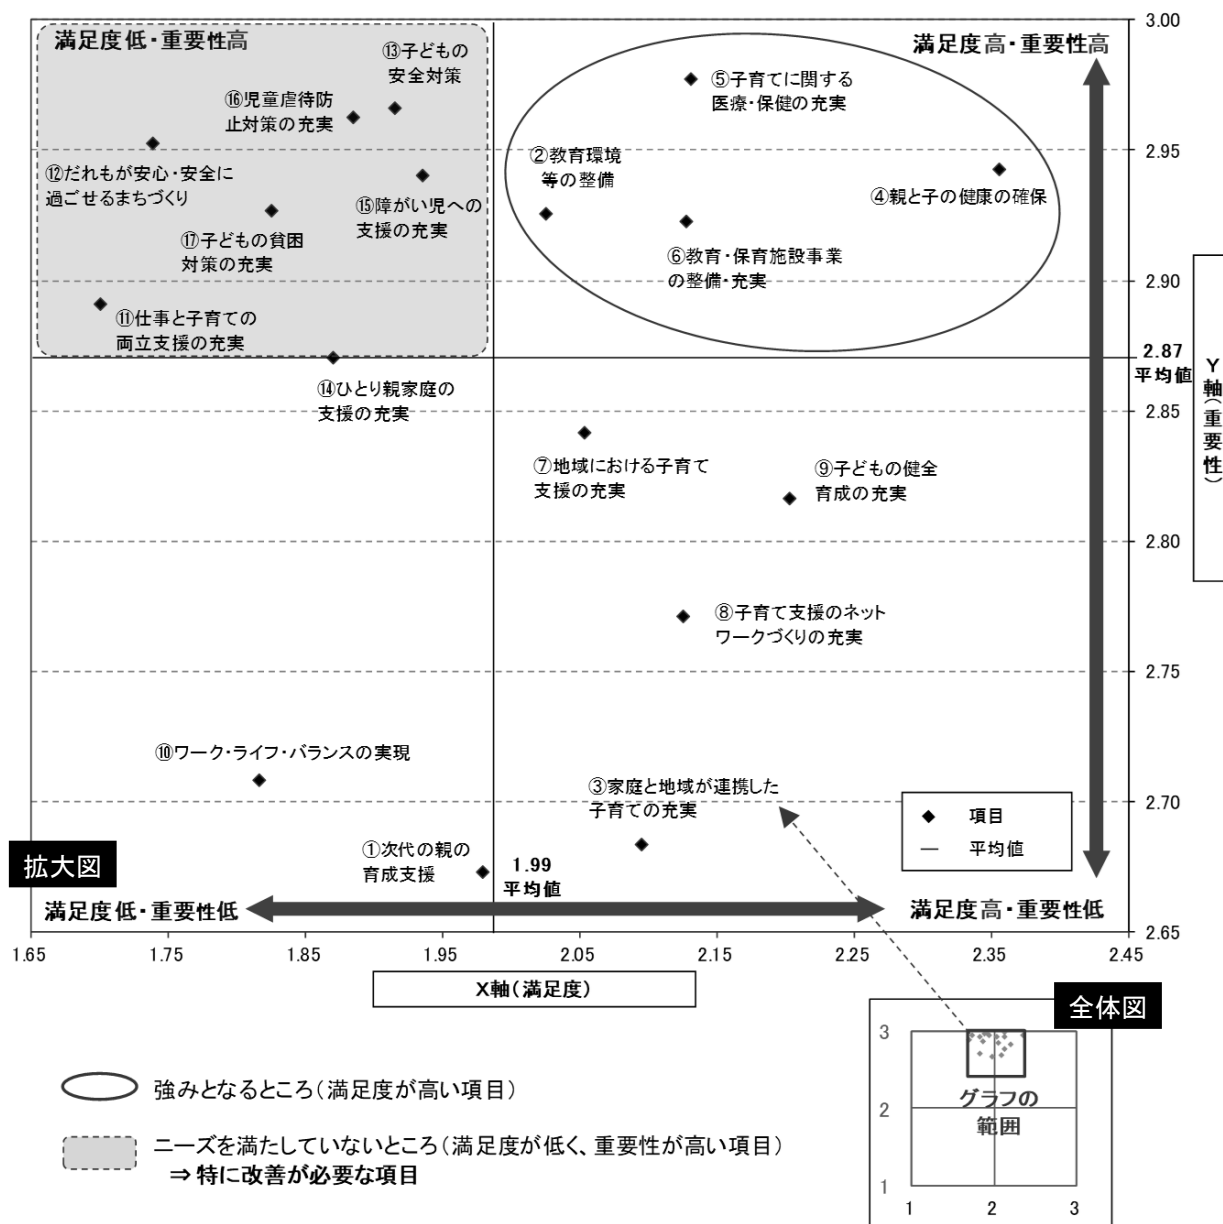 満足度低・重要性高
満足度高・重要性高
3.00
⑬子どもの
安全対策
⑤子育てに関する
医療・保健の充実
⑯児童虐待防
止対策の充実
②教育環境
等の整備
2.95
⑫だれもが安心・安全に
過ごせるまちづくり
④親と子の健康の確保
⑮障がい児への
支援の充実
⑰子どもの貧困
対策の充実
⑥教育・保育施設事業
の整備・充実
2.90
⑪仕事と子育ての
両立支援の充実
2.87
平均値
Y軸(重要性)
⑭ひとり親家庭の
支援の充実
2.85
⑦地域における子育て
支援の充実
⑨子どもの健全
育成の充実
2.80
⑧子育て支援のネット
ワークづくりの充実
2.75
⑩ワーク・ライフ・バランスの実現
③家庭と地域が連携した
子育ての充実
2.70
項目
平均値
①次代の親の
育成支援
1.99
平均値
拡大図
満足度低・重要性低
満足度高・重要性低
2.65
1.65
1.75
1.85
1.95
2.05
2.15
2.25
2.35
2.45
X軸(満足度)
全体図
3
2
1
グラフの
範囲
1
2
3
強みとなるところ(満足度が高い項目)
ニーズを満たしていないところ(満足度が低く、重要性が高い項目)
⇒ 特に改善が必要な項目